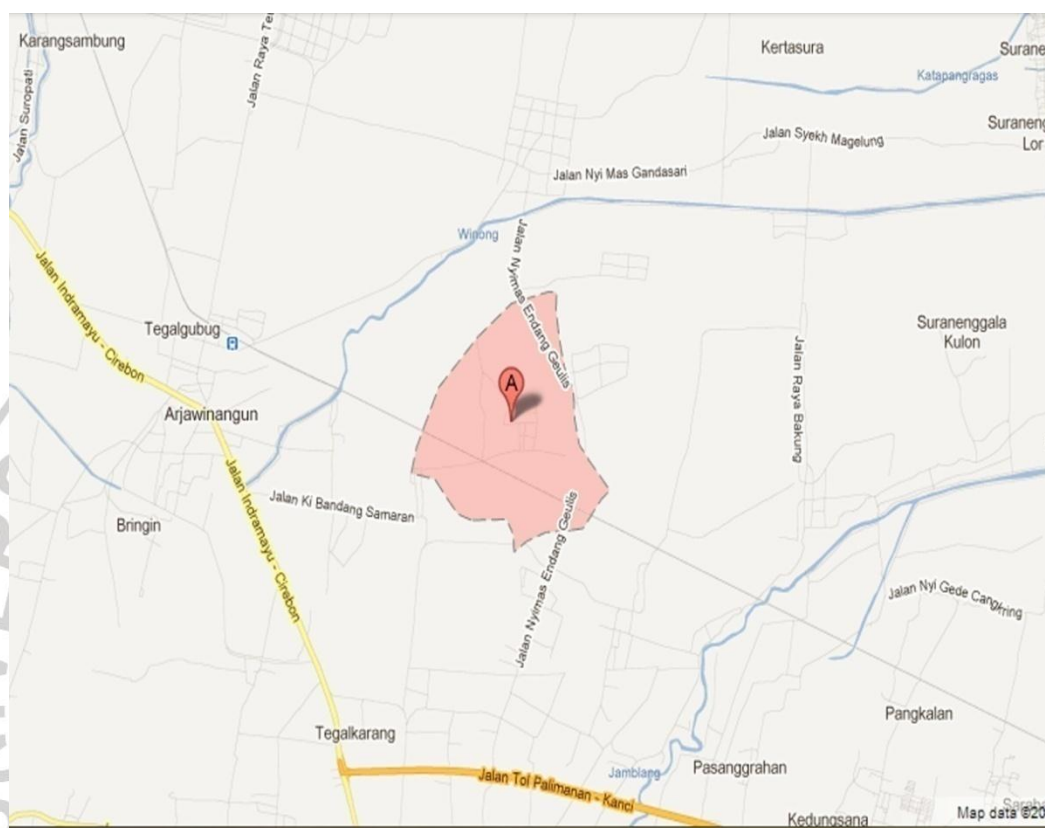 Karangsambung
Jalan Suropati
Jalan Raya Te
Kertasura
Surane
Katapangragas
Suraneng
Lor
Jalan Syekh Magelung
Jalan Nyi Mas Gandasari
Winong
Jalan Nyimas Endang Geulis
Jalan Indramayu - Cirebon
Tegalgubug
Suranenggala
Kulon
Jalan Raya Bakung
A
Arjawinangun
Jalan Indramayu - Cirebon
Jalan Ki Bandang Samaran
Bringin
Jalan Nyimas Endang Geulis
Jalan Nyi Gede Cangkring
Pangkalan
Tegalkarang
Jalan Tol Palimanan - Kanci
Jamblang
Pasanggrahan
Kedungsana
Map data ©20